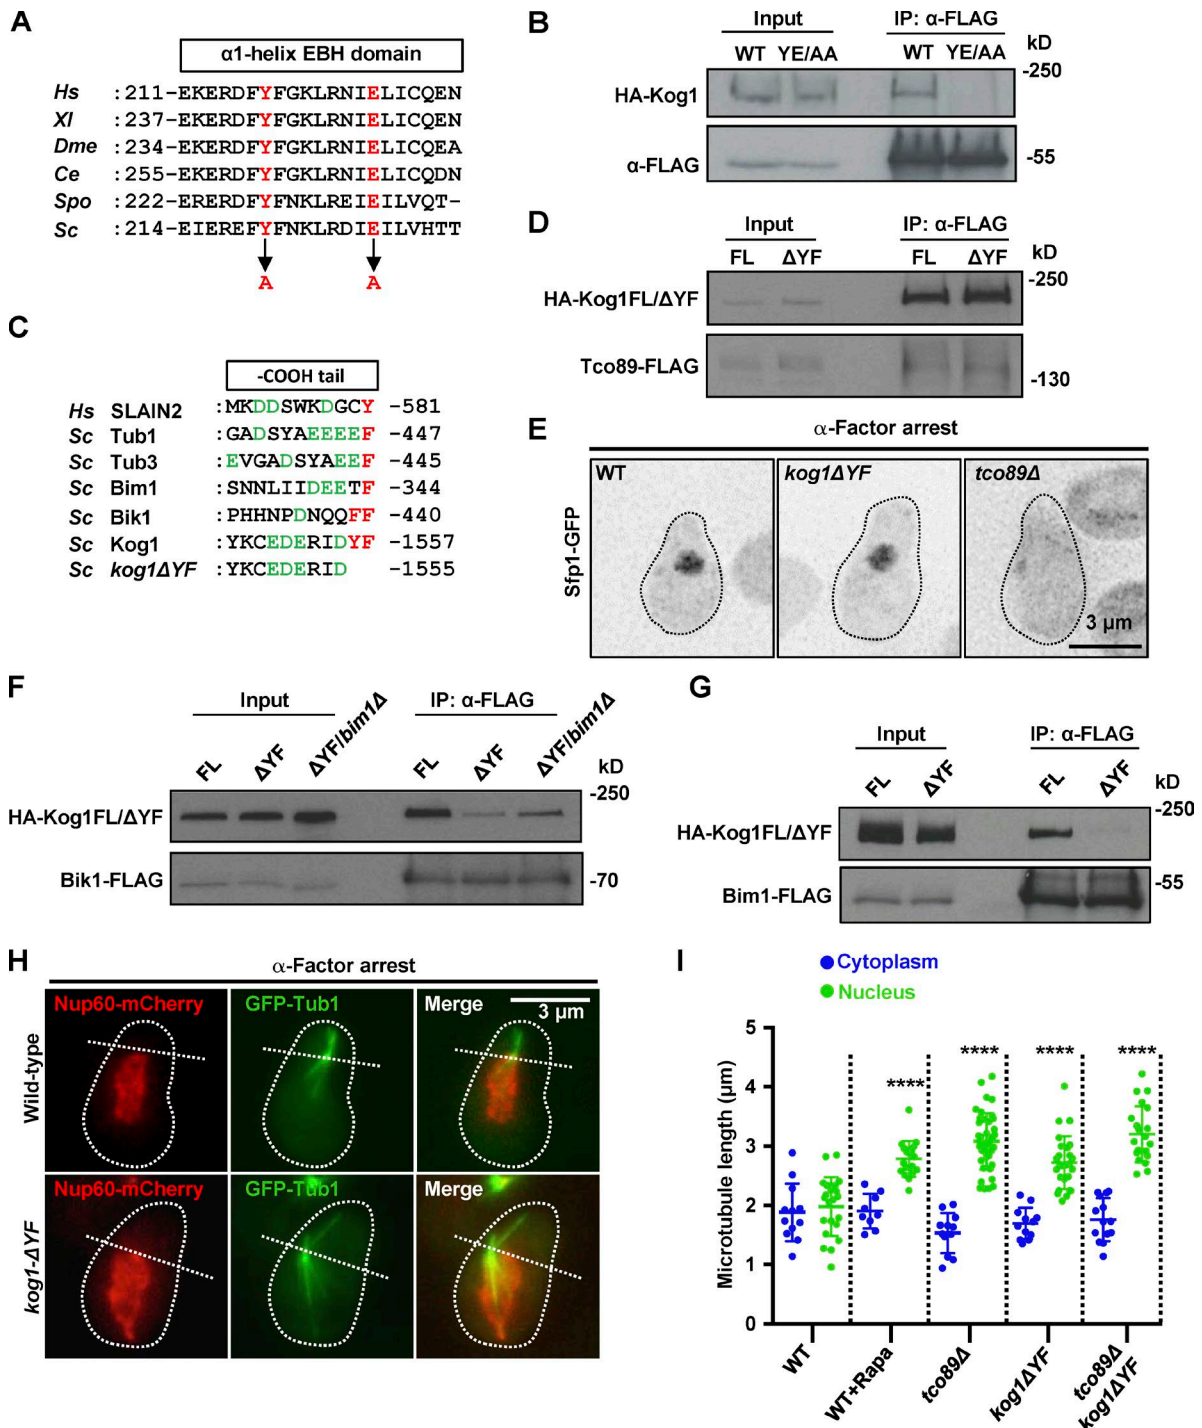 A
α1-helix EBH domain
Hs :211-EKERDFYFGKLRNIELICQEN
Xl :237-EKERDFYFGKLRNIELICQEN
Dme :234-EKERDFYFGKLRNIELICQEA
Ce :255-EKERDFYFGKLRNIELICQDN
Spo :222-ERERDFYFNKLREIEILVQT-
Sc :214-EIEREFYFNKLRDIEILVHTT
A A
B
Input IP: α-FLAG
WT YE/AA WT YE/AA kD
-250
HA-Kog1
α-FLAG -55
C
-COOH tail
Hs SLAIN2 :MKDDSWKDGCY -581
Sc Tub1 :GADSYAEEEEF -447
Sc Tub3 :EVGADSYAEEF -445
Sc Bim1 :SNNLIIDEETF -344
Sc Bik1 :PHHNPDNQQFF -440
Sc Kog1 :YKCEDERIDYF -1557
Sc kog1ΔYF :YKCEDERID -1555
D
Input IP: α-FLAG
FL ΔYF FL ΔYF kD
-250
HA-Kog1FL/ΔYF
Tco89-FLAG
-130
E
α-Factor arrest
Sfp1-GFP
WT kog1ΔYF tco89Δ
3 μm
F
Input IP: α-FLAG
FL ΔYF ΔYF/bim1Δ FL ΔYF ΔYF/bim1Δ kD
-250
HA-Kog1FL/ΔYF
Bik1-FLAG -70
G
Input IP: α-FLAG
FL ΔYF FL ΔYF kD
-250
HA-Kog1FL/ΔYF
-55
Bim1-FLAG
H
α-Factor arrest
Wild-type
Nup60-mCherry GFP-Tub1 Merge
3 μm
kog1-ΔYF
Nup60-mCherry GFP-Tub1 Merge
I
Cytoplasm
Nucleus
Microtubule length (μm)
5
4
3
2
1
0
**** **** **** ****
WT
WT+Rapa
tco89Δ
kog1ΔYF
tco89Δ
kog1ΔYF